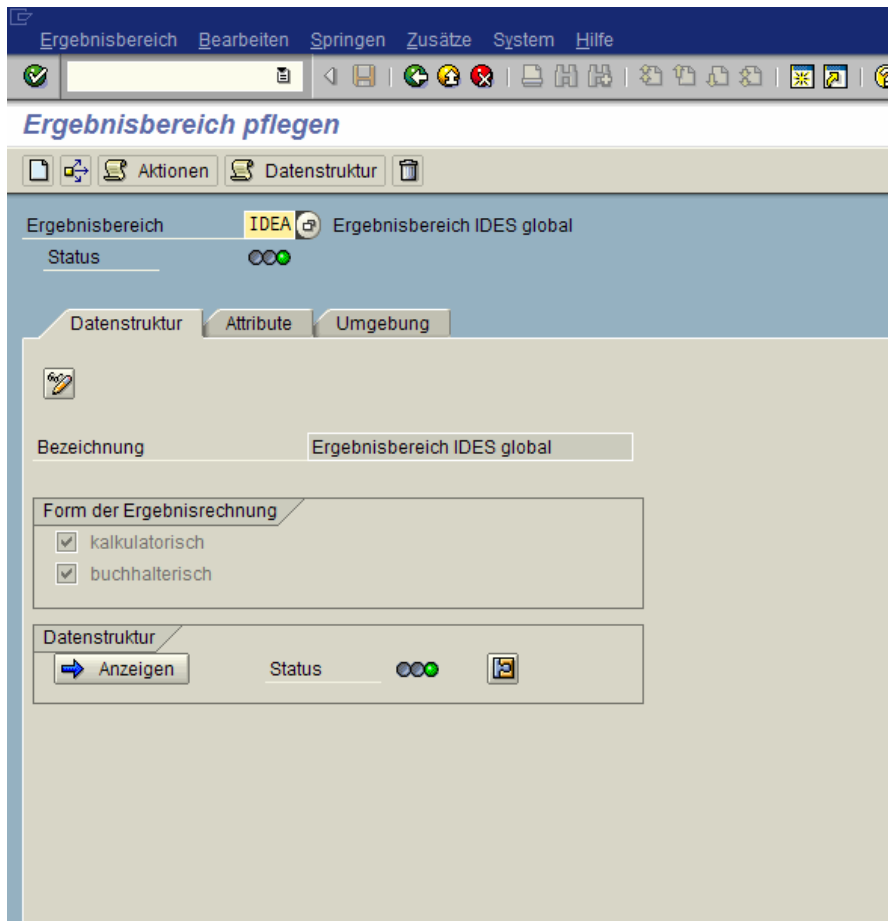 Ergebnisbereich Bearbeiten Springen Zusätze System Hilfe
Ergebnisbereich pflegen
Aktionen Datenstruktur
Ergebnisbereich IDEA Ergebnisbereich IDES global
Status
Datenstruktur Attribute Umgebung
Bezeichnung Ergebnisbereich IDES global
Form der Ergebnisrechnung
kalkulatorisch
buchhalterisch
Datenstruktur
Anzeigen Status